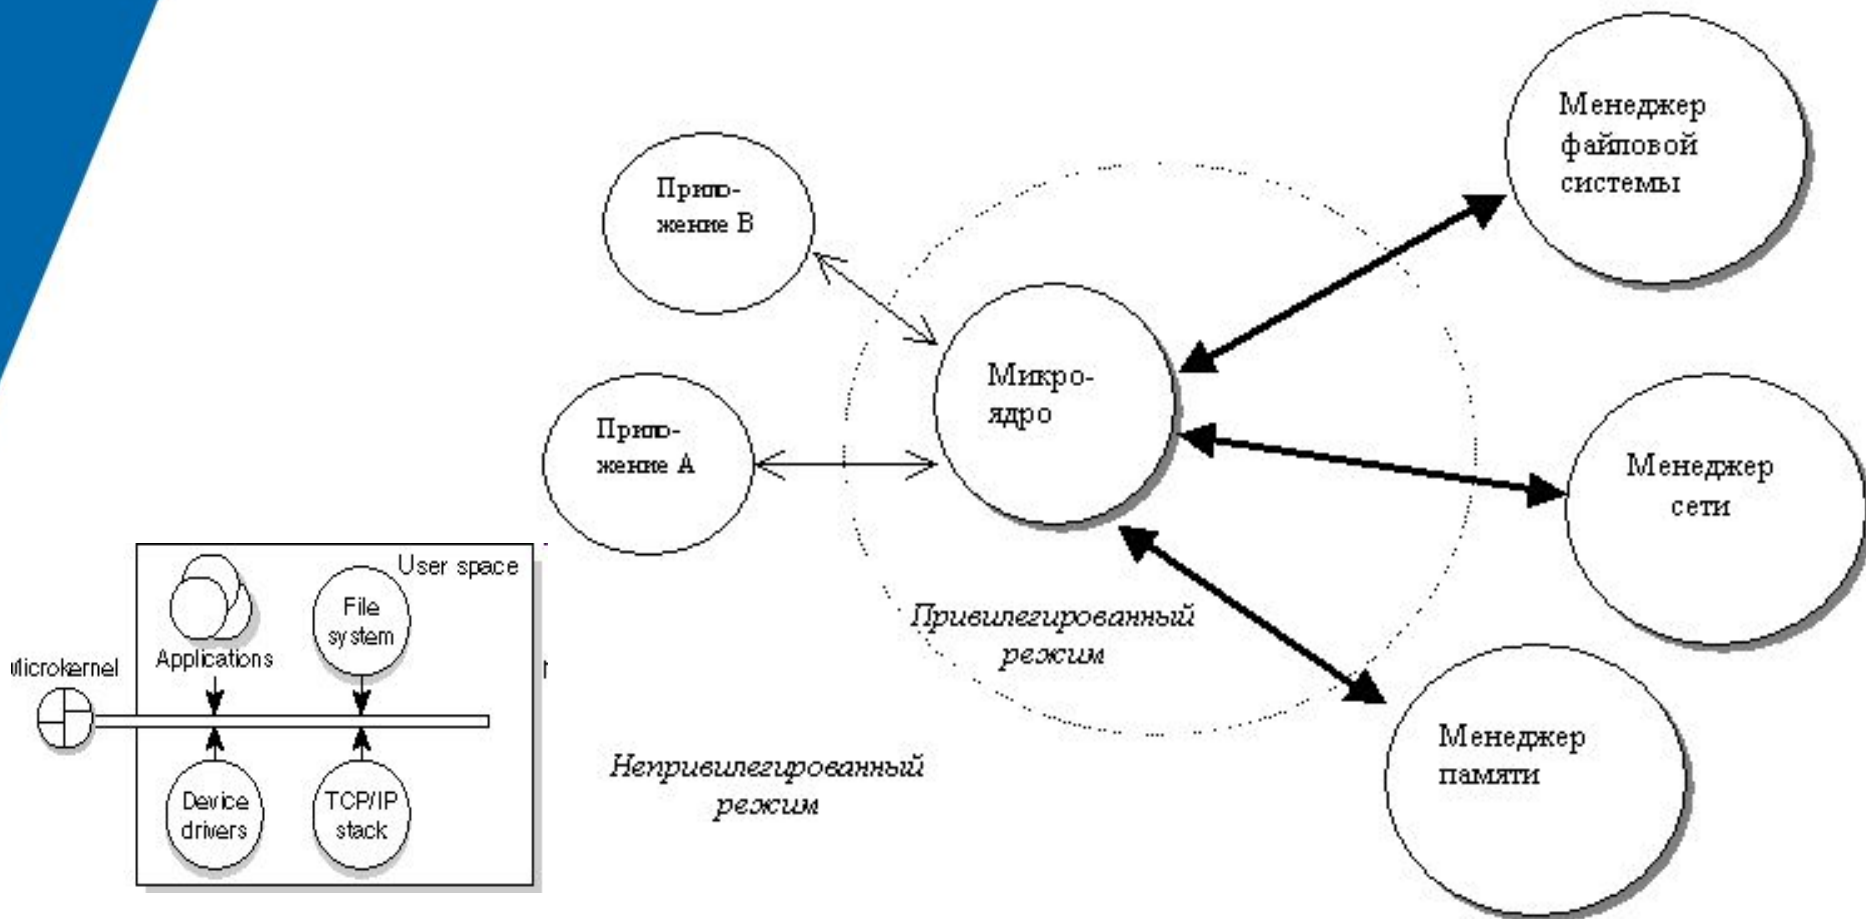 Менеджер
файловой
системы
Прило-
жение В
Микро-
ядро
Прило-
жение А
Менеджер
сети
Привилегированный
режим
Менеджер
памяти
Непривилегированный
режим
User space
File
system
Applications
Microkernel
Device
drivers
TCP/IP
stack